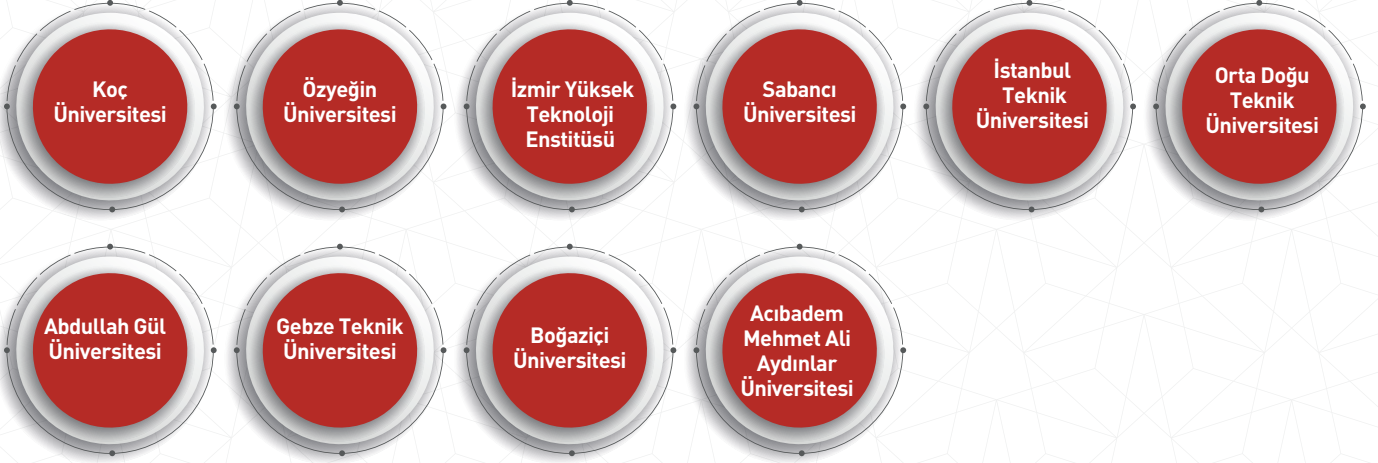 Koç
Üniversitesi
Özyeğin
Üniversitesi
İzmir Yüksek
Teknoloji
Enstitüsü
Sabancı
Üniversitesi
İstanbul
Teknik
Üniversitesi
Orta Doğu
Teknik
Üniversitesi
Abdullah Gül
Üniversitesi
Gebze Teknik
Üniversitesi
Boğaziçi
Üniversitesi
Acıbadem
Mehmet Ali
Aydınlar
Üniversitesi